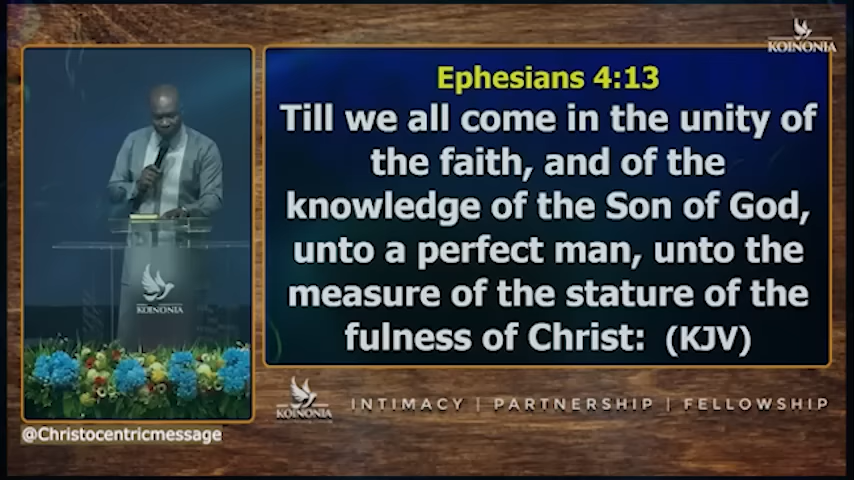 KOINONIA
Ephesians 4:13
Till we all come in the unity of
the faith, and of the
knowledge of the Son of God,
unto a perfect man, unto the
measure of the stature of the
fulness of Christ: (KJV)
KOINONIA
KOINONIA
INTIMACY | PARTNERSHIP | FELLOWSHIP
@Christocentricmessage